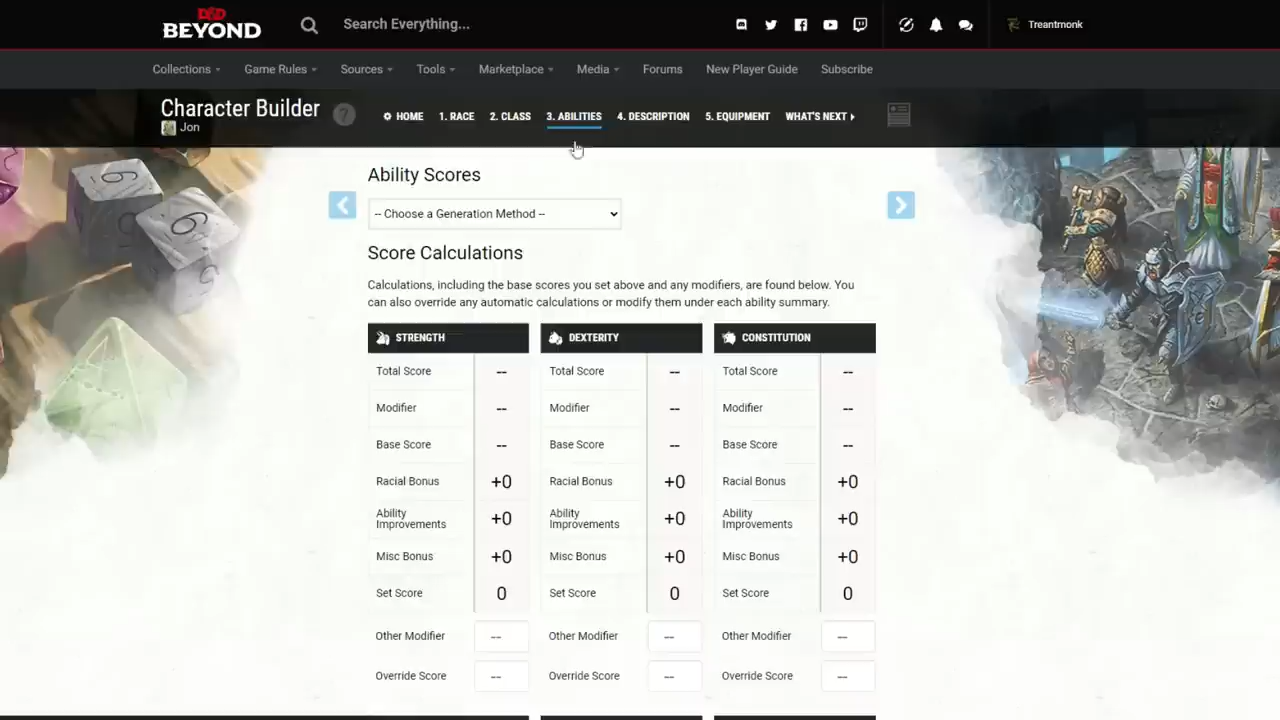 D&D
BEYOND
Search Everything...
Treantmonk
Collections
Game Rules
Sources
Tools
Marketplace
Media
Forums
New Player Guide
Subscribe
Character Builder
?
Jon
HOME
1. RACE
2. CLASS
3. ABILITIES
4. DESCRIPTION
5. EQUIPMENT
WHAT'S NEXT
Ability Scores
-- Choose a Generation Method --
Score Calculations
Calculations, including the base scores you set above and any modifiers, are found below. You
can also override any automatic calculations or modify them under each ability summary.
STRENGTH
Total Score --
Modifier --
Base Score --
Racial Bonus +0
Ability
Improvements +0
Misc Bonus +0
Set Score 0
Other Modifier --
Override Score --
DEXTERITY
Total Score --
Modifier --
Base Score --
Racial Bonus +0
Ability
Improvements +0
Misc Bonus +0
Set Score 0
Other Modifier --
Override Score --
CONSTITUTION
Total Score --
Modifier --
Base Score --
Racial Bonus +0
Ability
Improvements +0
Misc Bonus +0
Set Score 0
Other Modifier --
Override Score --